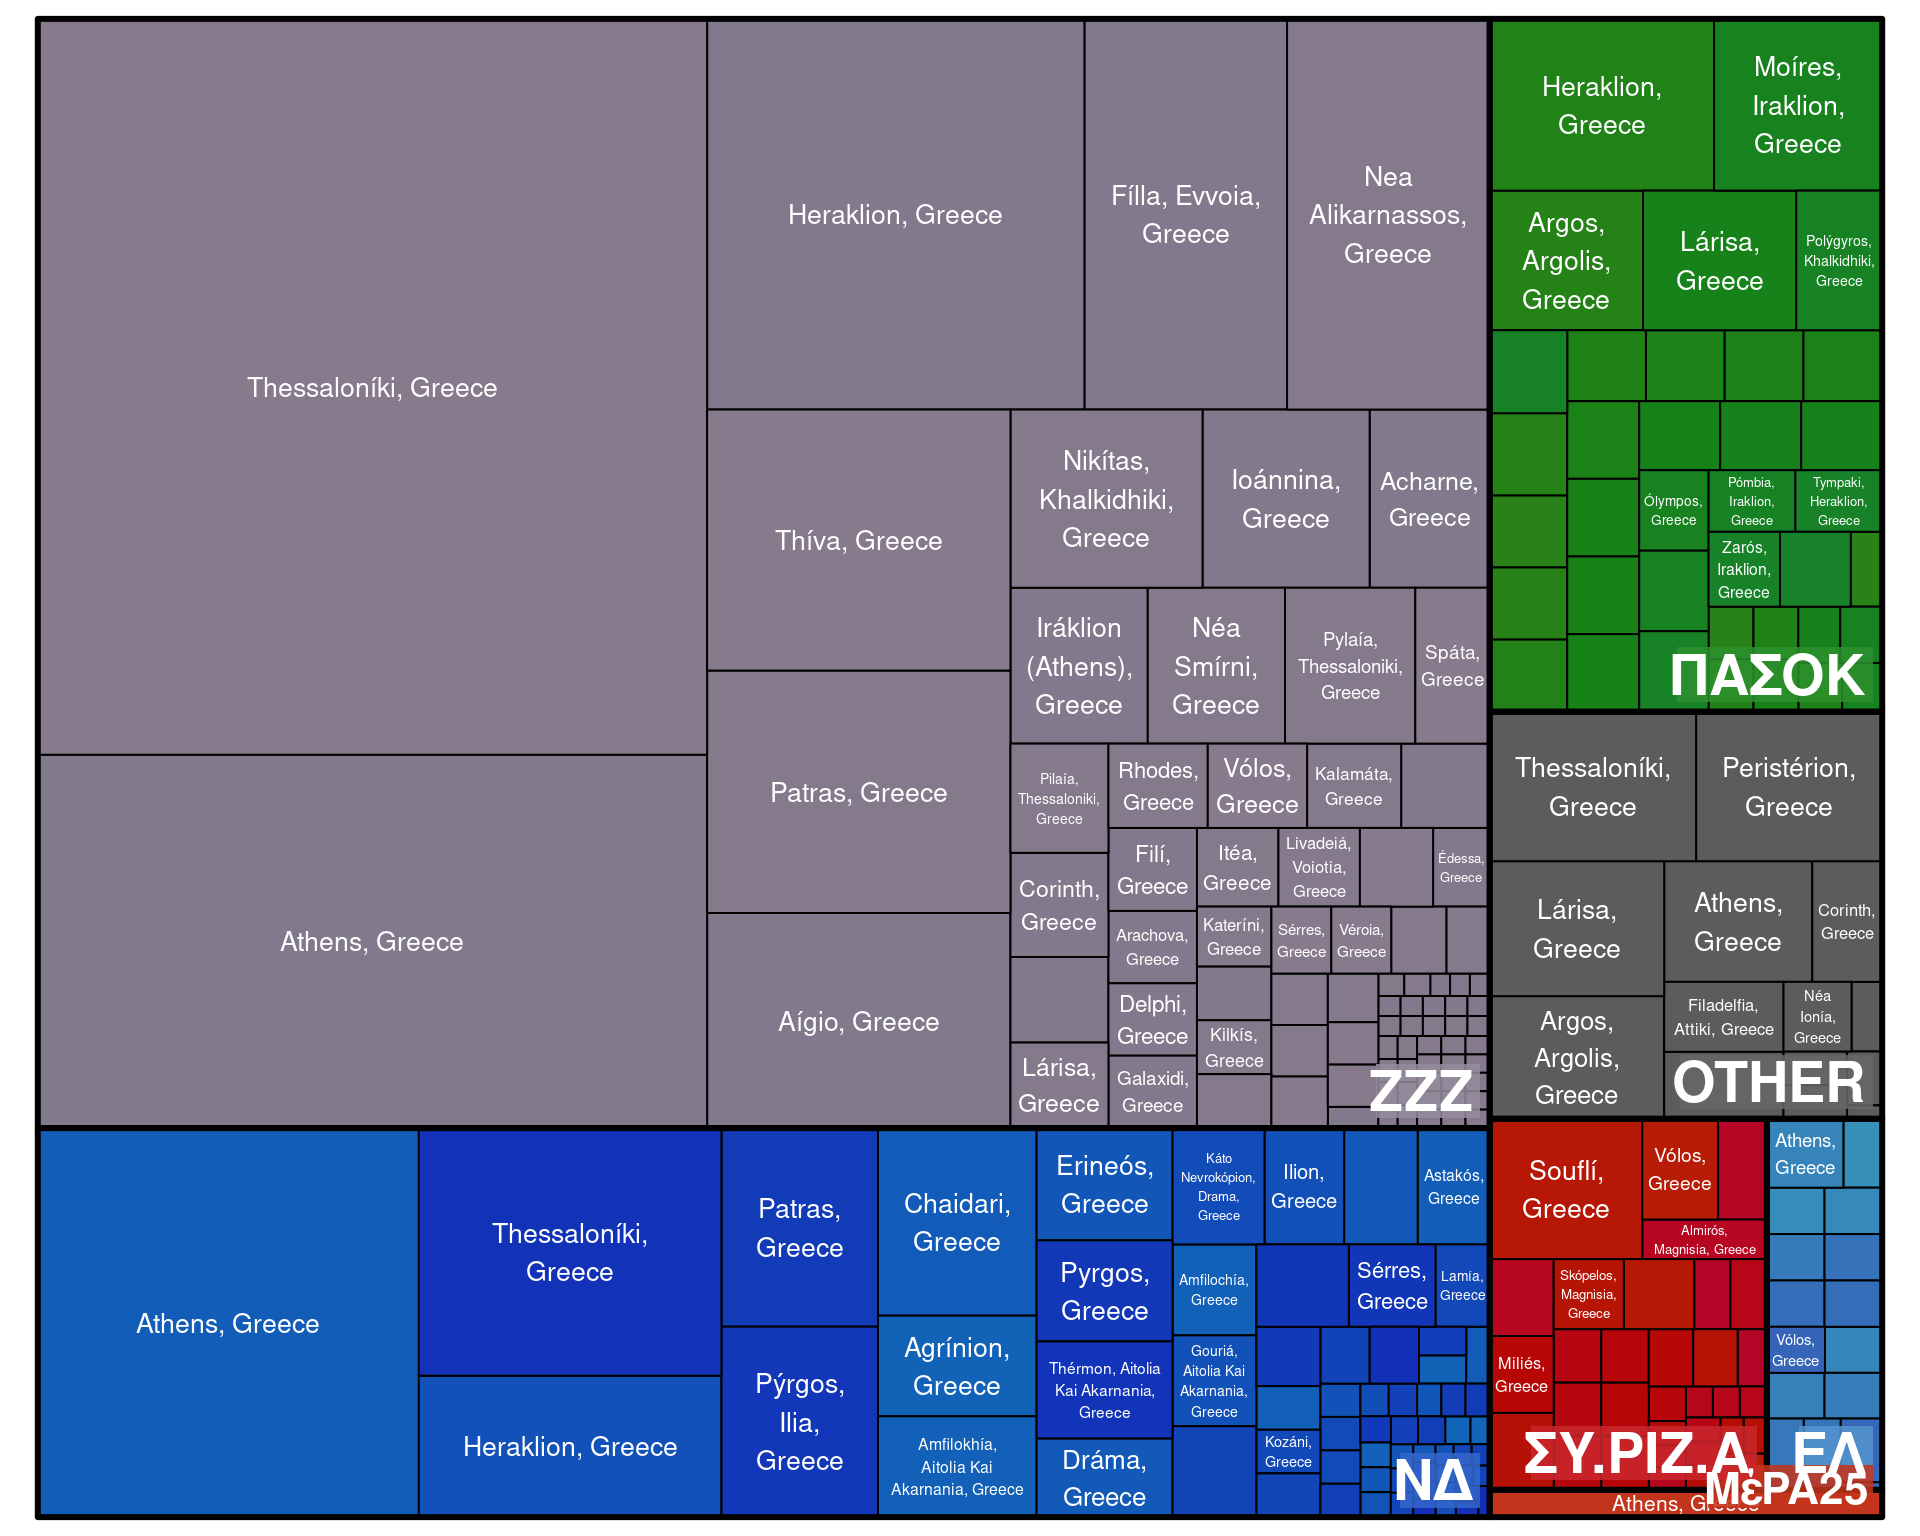 Thessaloníki, Greece
Athens, Greece
Heraklion, Greece
Fílla, Evvoia,
Greece
Nea
Alikarnassos,
Greece
Thíva, Greece
Patras, Greece
Aígio, Greece
Nikítas,
Khalkidhiki,
Greece
Ioánnina,
Greece
Acharne,
Greece
Iráklion
(Athens),
Greece
Néa
Smírni,
Greece
Pylaía,
Thessaloniki,
Greece
Spáta,
Greece
Pilaía,
Thessaloniki,
Greece
Rhodes,
Greece
Vólos,
Greece
Kalamáta,
Greece
Corinth,
Greece
Filí,
Greece
Itéa,
Greece
Livadeiá,
Voiotia,
Greece
Édessa,
Greece
Arachova,
Greece
Kateríni,
Greece
Sérres,
Greece
Véroia,
Greece
Delphi,
Greece
Kilkís,
Greece
Lárisa,
Greece
Galaxidi,
Greece
ZZZ
Athens, Greece
Thessaloníki,
Greece
Heraklion, Greece
Patras,
Greece
Pýrgos,
Ilia,
Greece
Chaidari,
Greece
Agrínion,
Greece
Amfilokhía,
Aitolia Kai
Akarnania, Greece
Erineós,
Greece
Pyrgos,
Greece
Thérmon, Aitolia
Kai Akarnania,
Greece
Dráma,
Greece
Káto
Nevrokópion,
Drama,
Greece
Ilion,
Greece
Astakós,
Greece
Amfilochía,
Greece
Sérres,
Greece
Lamía,
Greece
Gouriá,
Aitolia Kai
Akarnania,
Greece
Kozáni,
Greece
ΝΔ
Heraklion,
Greece
Moíres,
Iraklion,
Greece
Argos,
Argolis,
Greece
Lárisa,
Greece
Polýgyros,
Khalkidhiki,
Greece
Ólympos,
Greece
Pómbia,
Iraklion,
Greece
Tympaki,
Heraklion,
Greece
Zarós,
Iraklion,
Greece
ΠΑΣΟΚ
Thessaloníki,
Greece
Peristérion,
Greece
Lárisa,
Greece
Athens,
Greece
Corinth,
Greece
Argos,
Argolis,
Greece
Filadelfia,
Attiki, Greece
Néa
Ionía,
Greece
OTHER
Souflí,
Greece
Vólos,
Greece
Almirós,
Magnisia, Greece
Skópelos,
Magnisia,
Greece
Miliés,
Greece
ΣΥ.ΡΙΖ.Α.
Athens,
Greece
Vólos,
Greece
ΕΛ
Athens, Greece
ΜέΡΑ25